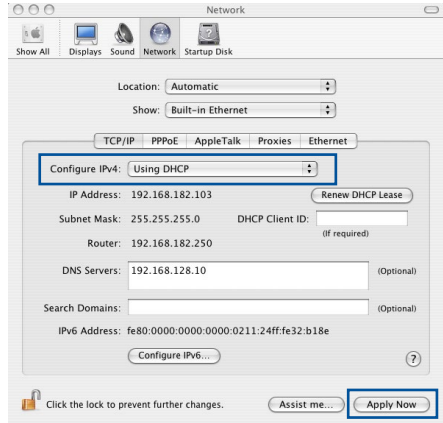 Network
Show All Displays Sound Network Startup Disk
Location: Automatic
Show: Built-in Ethernet
TCP/IP PPPoE AppleTalk Proxies Ethernet
Configure IPv4: Using DHCP
IP Address: 192.168.182.103 Renew DHCP Lease
Subnet Mask: 255.255.255.0 DHCP Client ID:
(If required)
Router: 192.168.182.250
DNS Servers: 192.168.128.10 (Optional)
Search Domains: (Optional)
IPv6 Address: fe80:0000:0000:0000:0211:24ff:fe32:b18e
Configure IPv6... ?
Click the lock to prevent further changes. Assist me... Apply Now